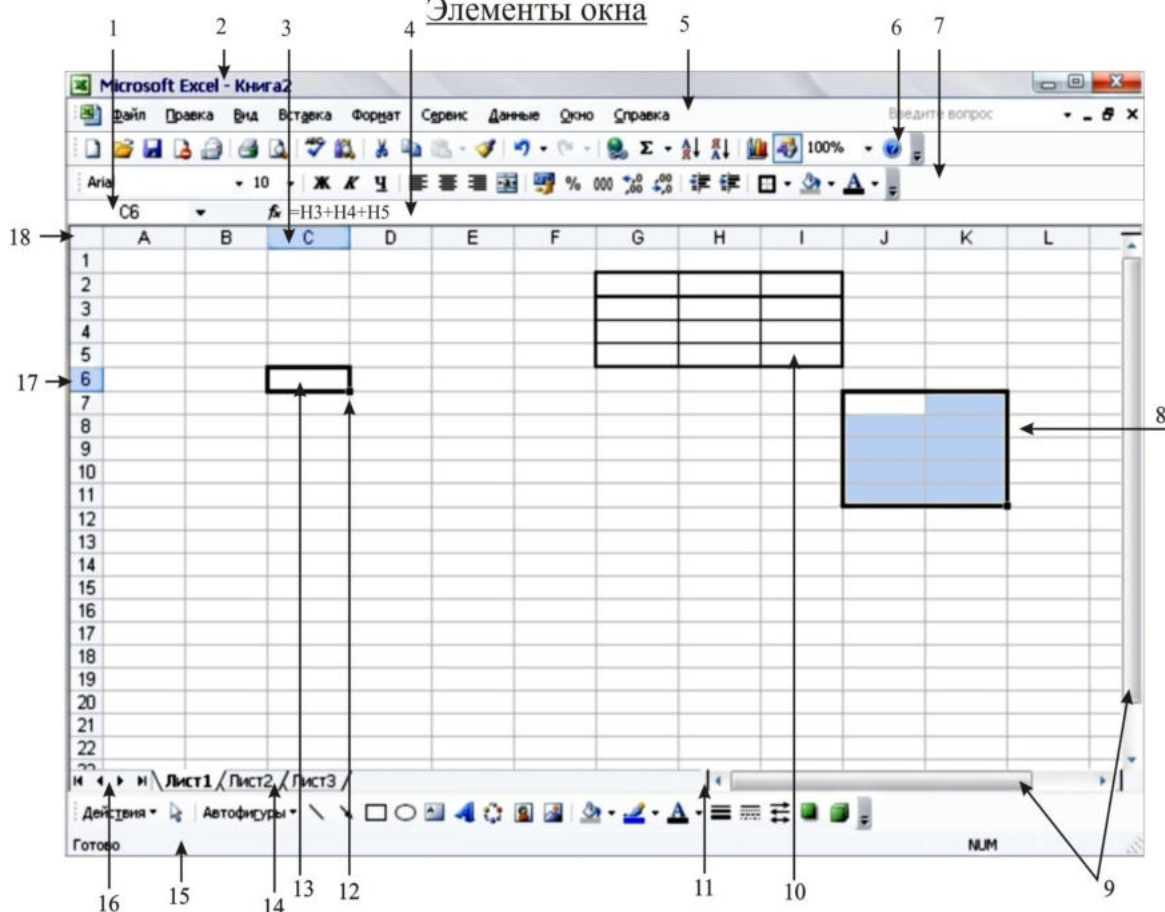 Элементы окна
1 2 3 4 5 6 7
Microsoft Excel - Книга2
Файл Правка Вид Вставка Формат Сервис Данные Окно Справка Введите вопрос
Σ 100%
Arial 10 Ж К Ч % 000 А
C6 fx =H3+H4+H5
18 A B C D E F G H I J K L
1
2
3
4
5
17 6
7
8 8
9
10
11
12
13
14
15
16
17
18
19
20
21
22
Лист1 Лист2 Лист3
Действия Автофигуры
Готово NUM
16 15 14 13 12 11 10 9